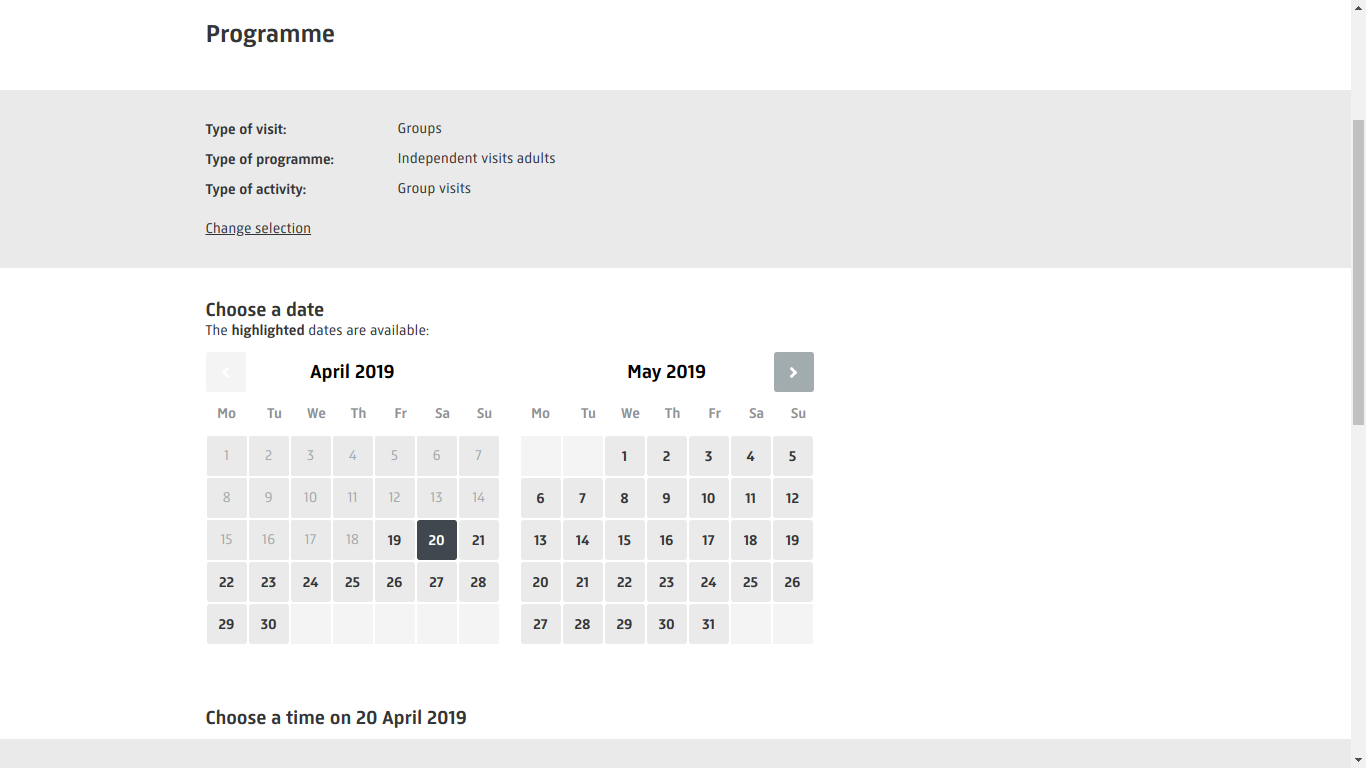 Programme
Type of visit: Groups
Type of programme: Independent visits adults
Type of activity: Group visits
Change selection
Choose a date
The highlighted dates are available:
April 2019
Mo Tu We Th Fr Sa Su
1 2 3 4 5 6 7
8 9 10 11 12 13 14
15 16 17 18 19 20 21
22 23 24 25 26 27 28
29 30
May 2019
Mo Tu We Th Fr Sa Su
1 2 3 4 5
6 7 8 9 10 11 12
13 14 15 16 17 18 19
20 21 22 23 24 25 26
27 28 29 30 31
Choose a time on 20 April 2019